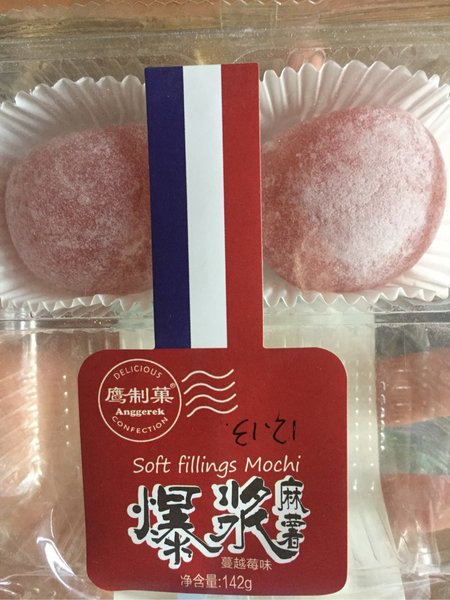 DELICIOUS
鹰制菓®
Anggerek
CONFECTION
12.13
Soft fillings Mochi
爆浆麻薯
蔓越莓味
净含量:142g